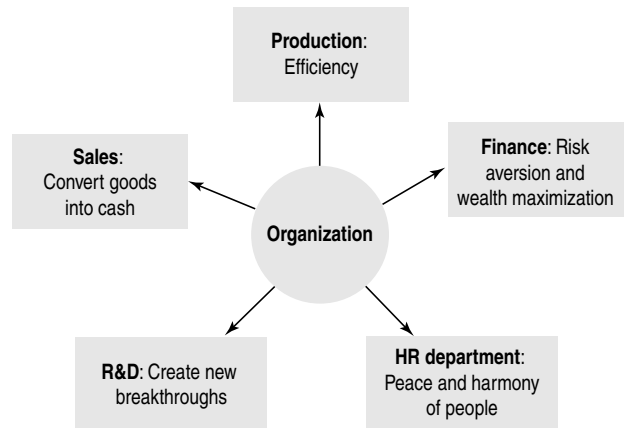 Production:
Efficiency
Sales:
Convert goods
into cash
Finance: Risk
aversion and
wealth maximization
Organization
R&D: Create new
breakthroughs
HR department:
Peace and harmony
of people